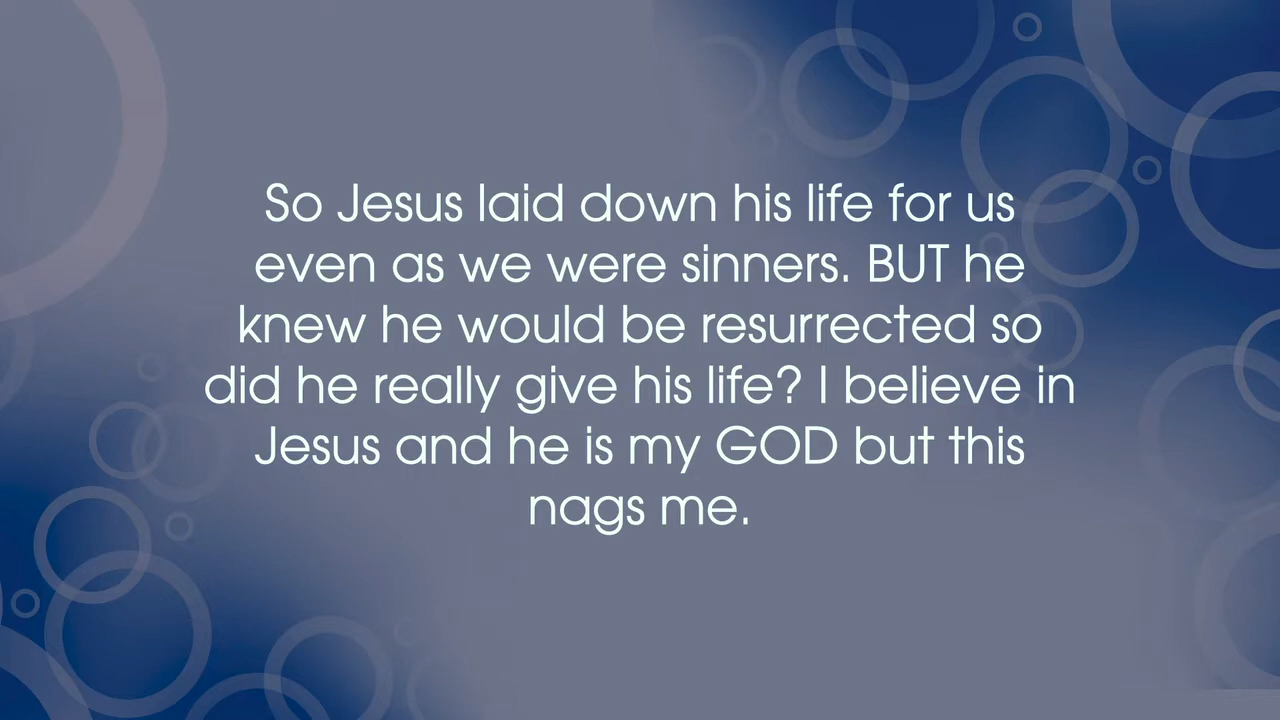 So Jesus laid down his life for us
even as we were sinners. BUT he
knew he would be resurrected so
did he really give his life? I believe in
Jesus and he is my GOD but this
nags me.